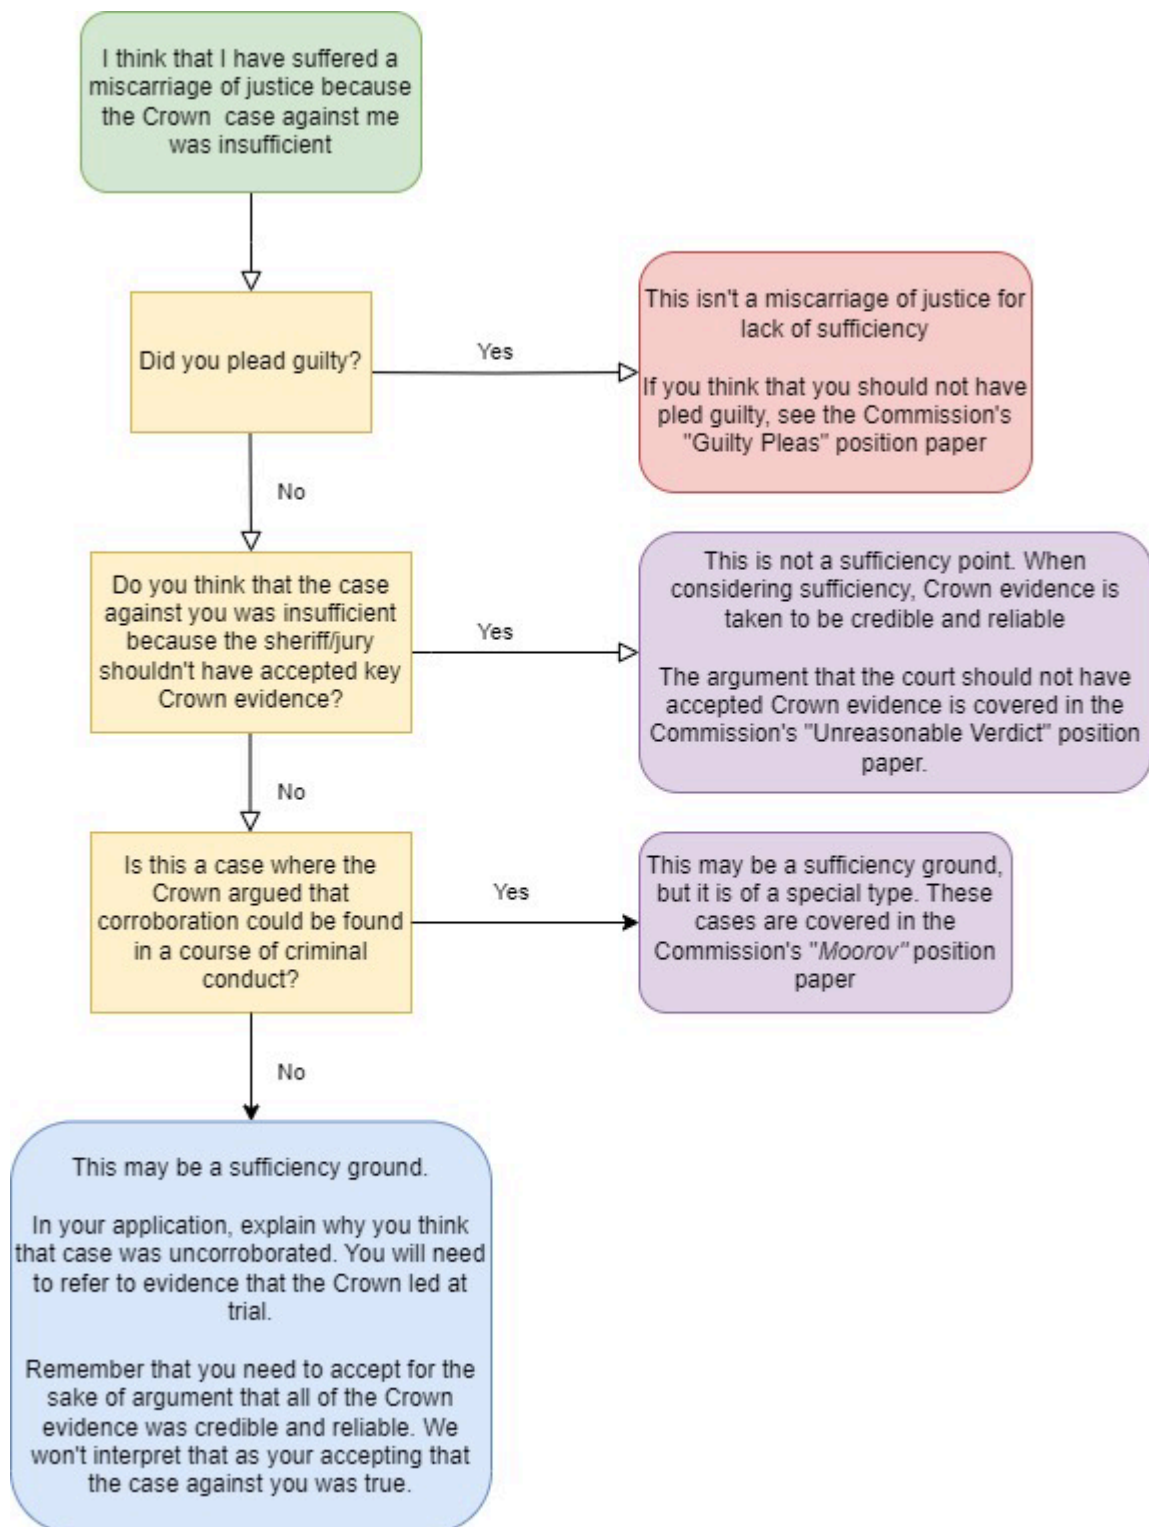 I think that I have suffered a
miscarriage of justice because
the Crown case against me
was insufficient
Did you plead guilty?
Yes
This isn't a miscarriage of justice for
lack of sufficiency
If you think that you should not have
pled guilty, see the Commission's
"Guilty Pleas" position paper
No
Do you think that the case
against you was insufficient
because the sheriff/jury
shouldn't have accepted key
Crown evidence?
Yes
This is not a sufficiency point. When
considering sufficiency, Crown evidence is
taken to be credible and reliable
The argument that the court should not have
accepted Crown evidence is covered in the
Commission's "Unreasonable Verdict" position
paper.
No
Is this a case where the
Crown argued that
corroboration could be found
in a course of criminal
conduct?
Yes
This may be a sufficiency ground,
but it is of a special type. These
cases are covered in the
Commission's "Moorov" position
paper
No
This may be a sufficiency ground.
In your application, explain why you think
that case was uncorroborated. You will need
to refer to evidence that the Crown led at
trial.
Remember that you need to accept for the
sake of argument that all of the Crown
evidence was credible and reliable. We
won't interpret that as your accepting that
the case against you was true.